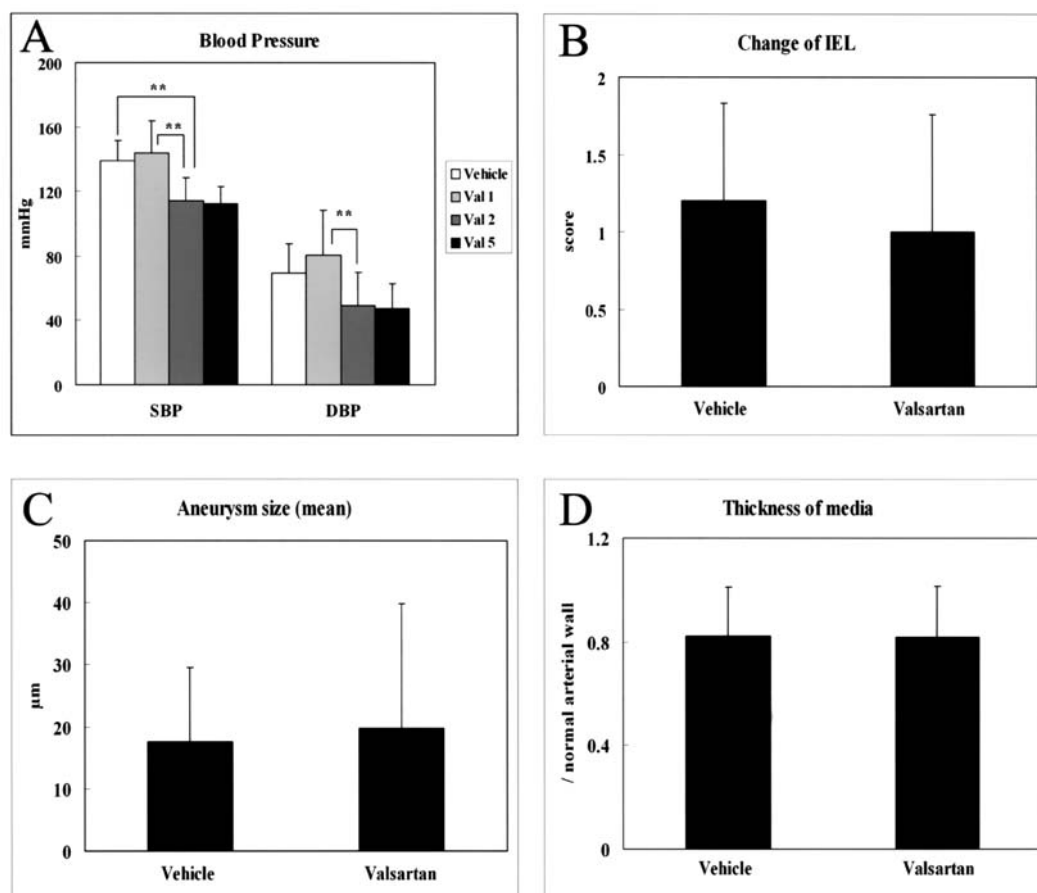 A
Blood Pressure
200
160
120
80
40
0
mmHg
**
**
**
SBP
DBP
Vehicle
Val 1
Val 2
Val 5
B
Change of IEL
2
1.5
1
0.5
0
score
Vehicle
Valsartan
C
Aneurysm size (mean)
50
40
30
20
10
0
µm
Vehicle
Valsartan
D
Thickness of media
1.2
0.8
0.4
0
/ normal arterial wall
Vehicle
Valsartan